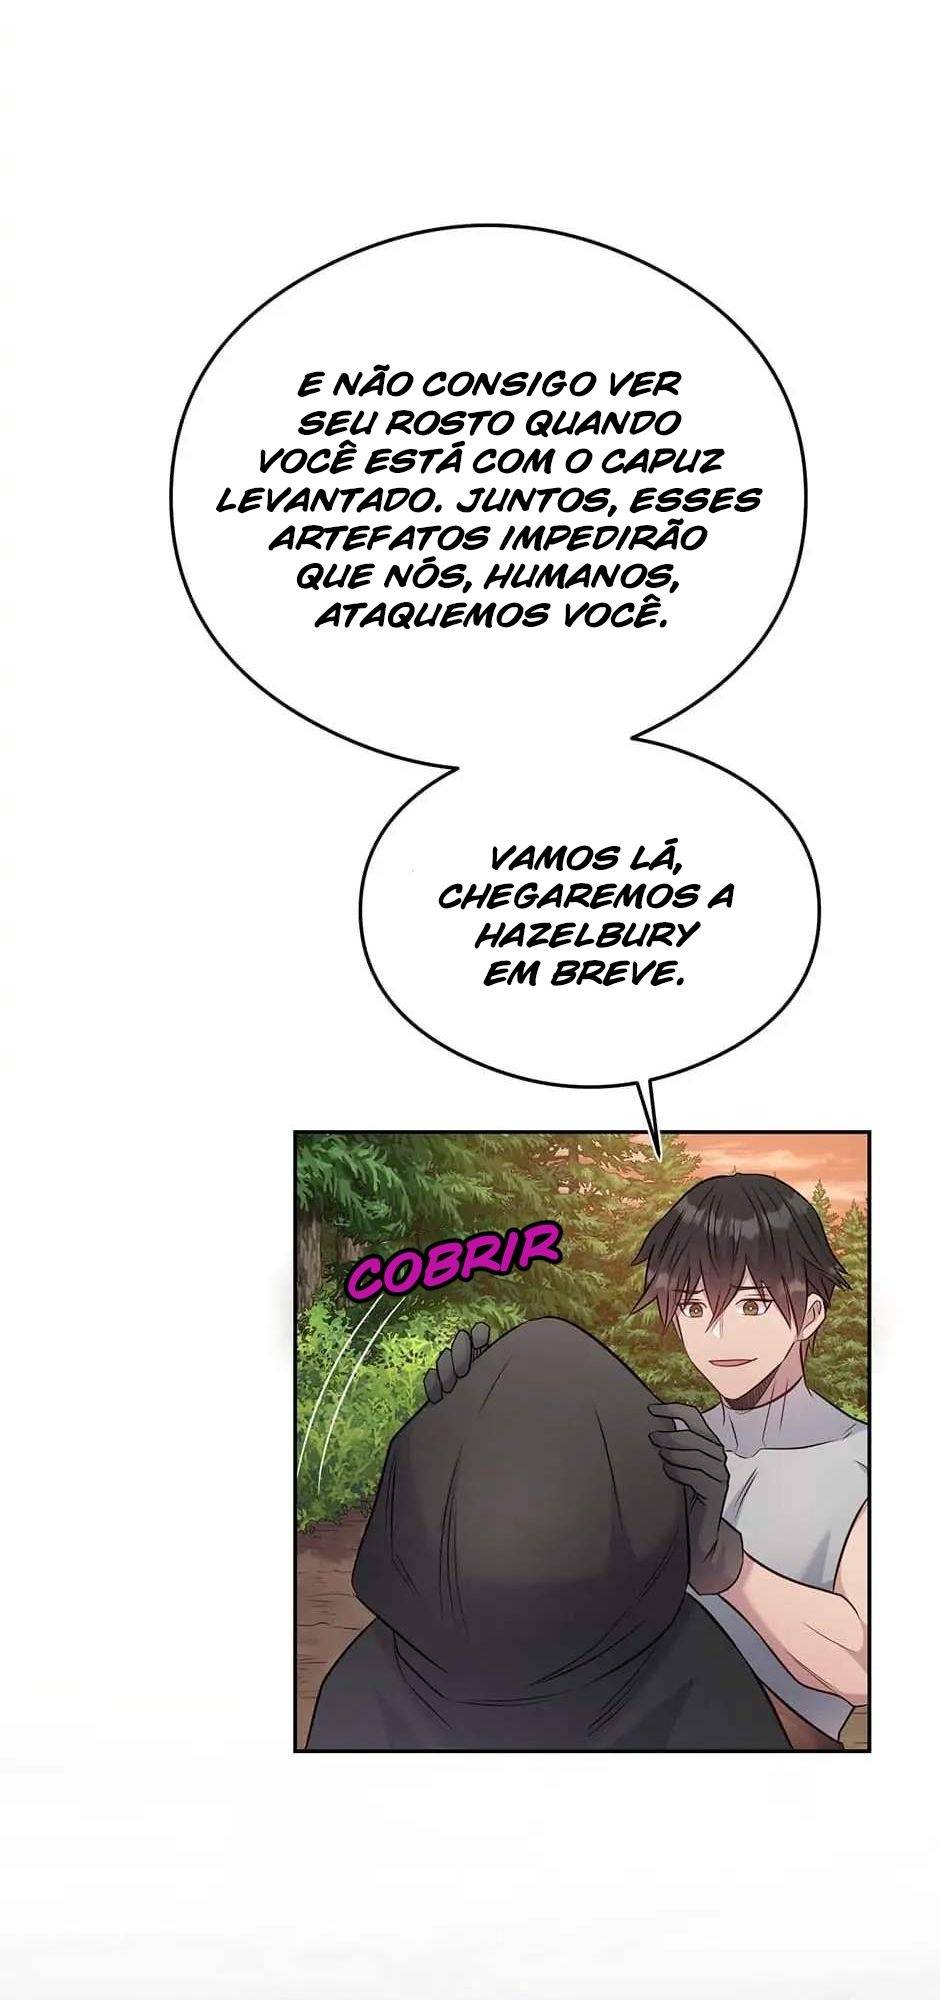 E NÃO CONSIGO VER
SEU ROSTO QUANDO
VOCÊ ESTÁ COM O CAPUZ
LEVANTADO. JUNTOS, ESSES
ARTEFATOS IMPEDIRÃO
QUE NÓS, HUMANOS,
ATAQUEMOS VOCÊ.
VAMOS LÁ,
CHEGAREMOS A
HAZELBURY
EM BREVE.
COBRIR